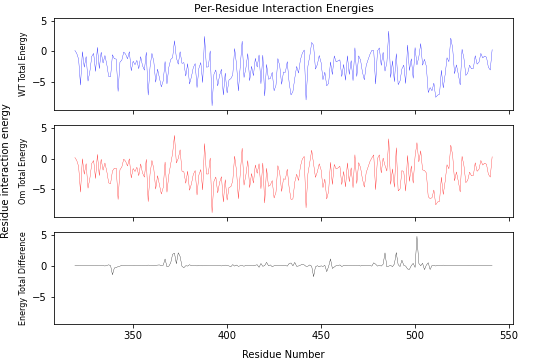 Per-Residue Interaction Energies
Residue interaction energy
WT Total Energy
5
0
−5
Om Total Energy
5
0
−5
Energy Total Difference
5
0
−5
350
400
450
500
550
Residue Number